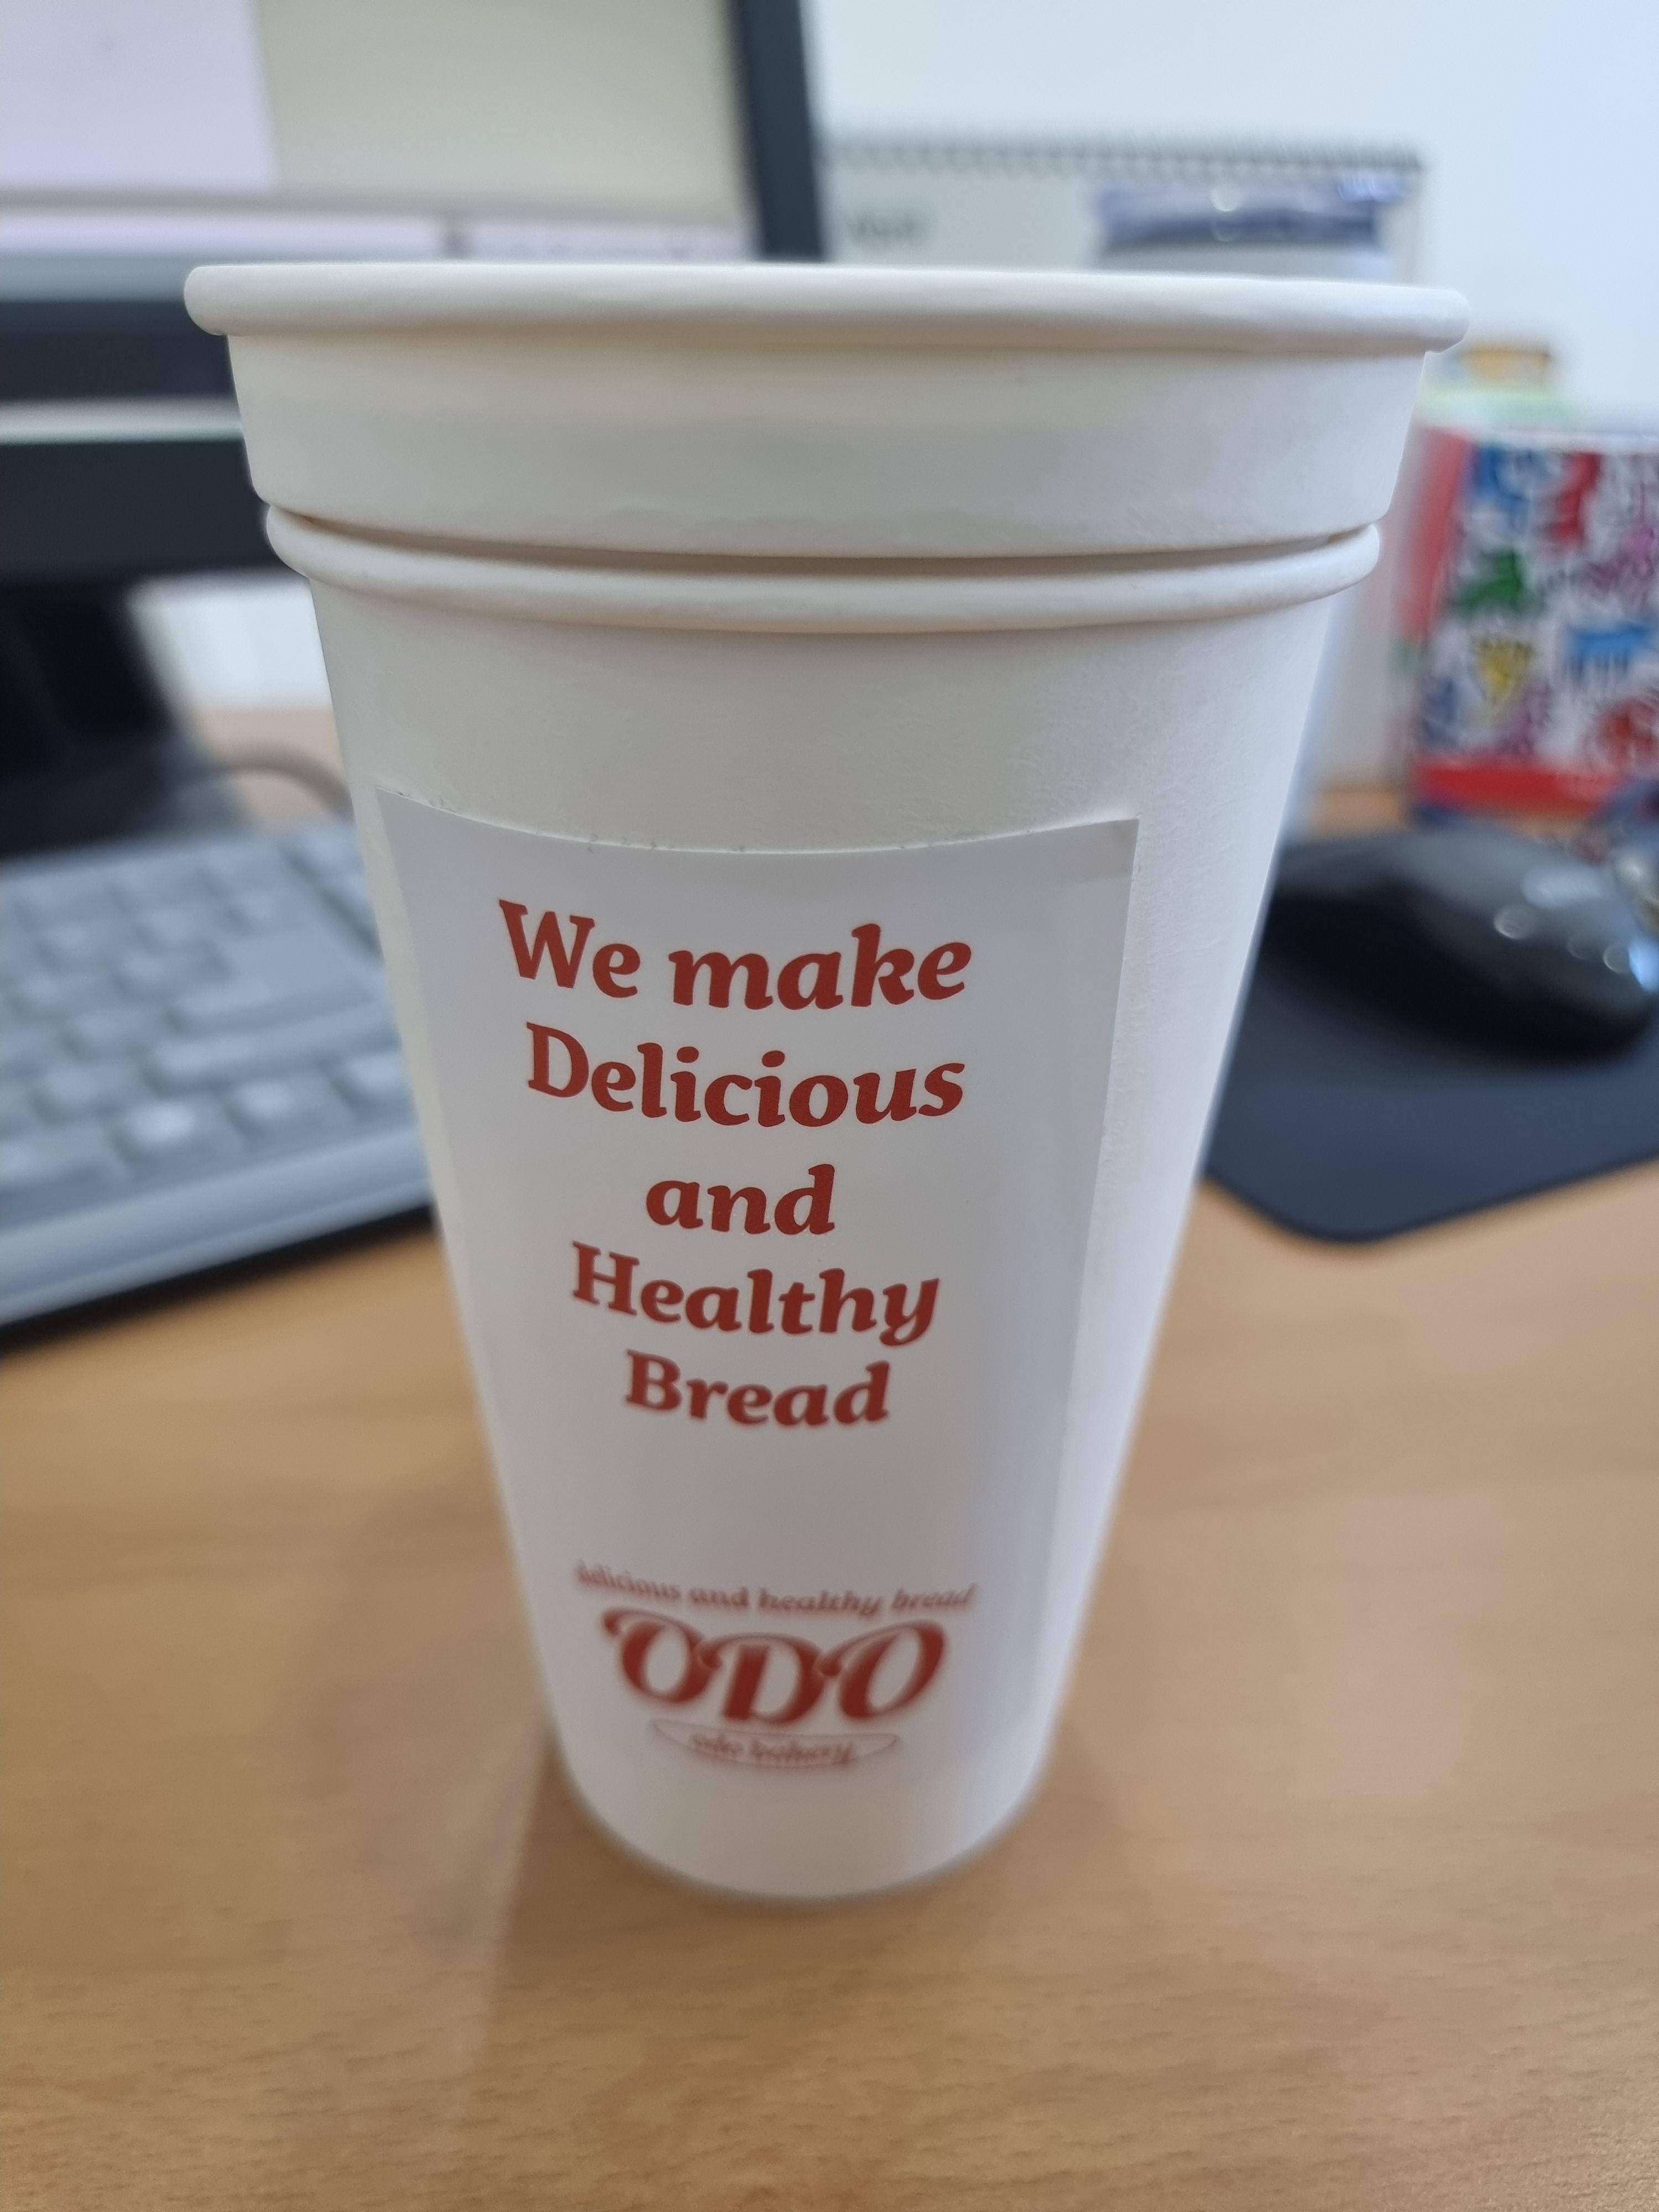 We make
Delicious
and
Healthy
Bread
delicious and healthy bread
ODO
odo bakery